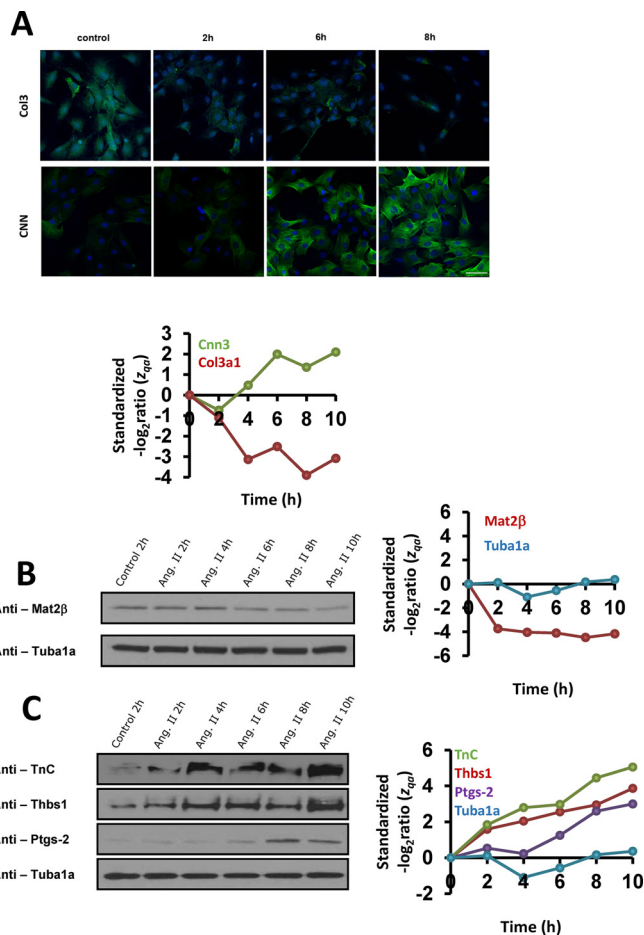 A
control 2h 6h 8h
Col3
CNN
Cnn3
Col3a1
Standardized
-log2ratio (zqa)
3
2
1
0
-1
-2
-3
-4
0 2 4 6 8 10
Time (h)
B
Control 2h
Ang. II 2h
Ang. II 4h
Ang. II 6h
Ang. II 8h
Ang. II 10h
Anti – Mat2β
Anti – Tuba1a
Mat2β
Tuba1a
Standardized
-log2ratio (zqa)
6
4
2
0
-2
-4
-6
0 2 4 6 8 10
Time (h)
C
Control 2h
Ang. II 2h
Ang. II 4h
Ang. II 6h
Ang. II 8h
Ang. II 10h
Anti – TnC
Anti – Thbs1
Anti – Ptgs-2
Anti – Tuba1a
TnC
Thbs1
Ptgs-2
Tuba1a
Standardized
-log2ratio (zqa)
6
4
2
0
-2
0 2 4 6 8 10
Time (h)